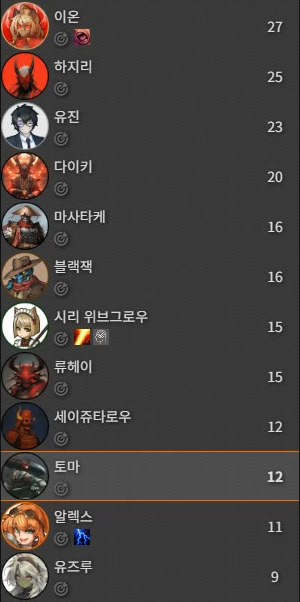 이온 27
하지리 25
유진 23
다이키 20
마사타케 16
블랙잭 16
시리 위브그로우 15
류헤이 15
세이쥬타로우 12
토마 12
알렉스 11
유즈루 9